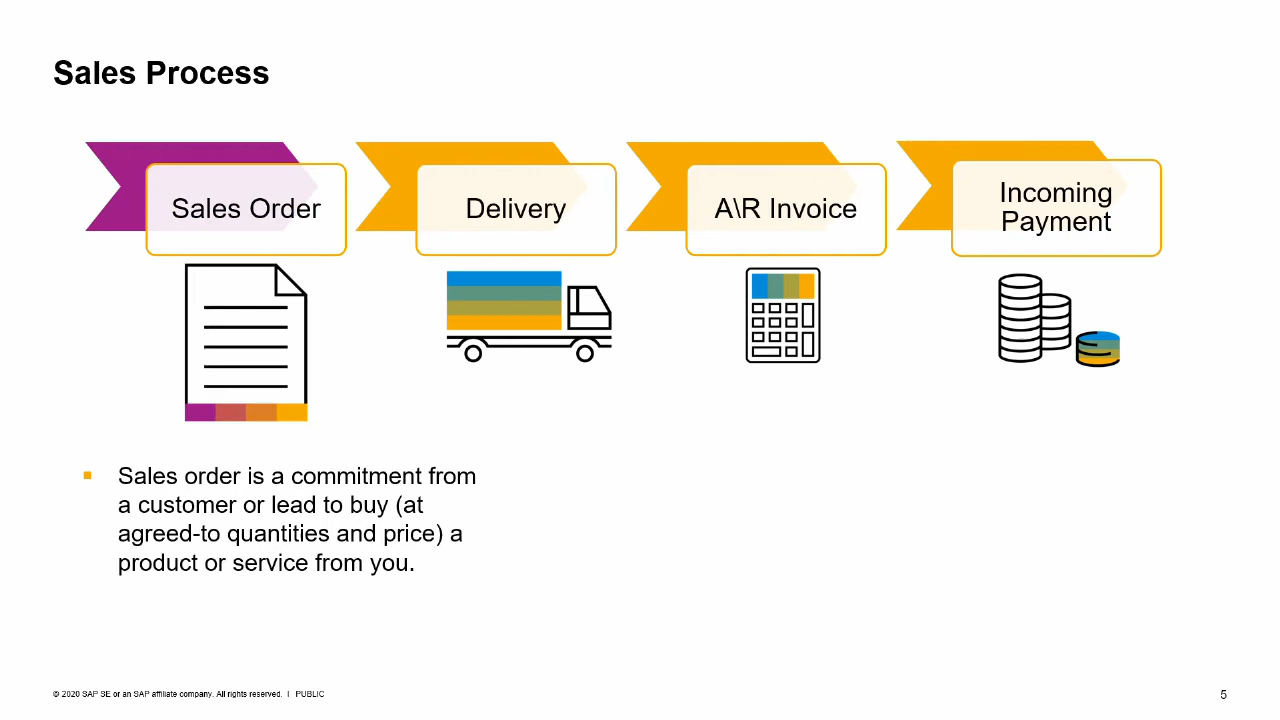 Sales Process
Sales Order
Delivery
A\R Invoice
Incoming
Payment
Sales order is a commitment from
a customer or lead to buy (at
agreed-to quantities and price) a
product or service from you.
© 2020 SAP SE or an SAP affiliate company. All rights reserved. I PUBLIC
5